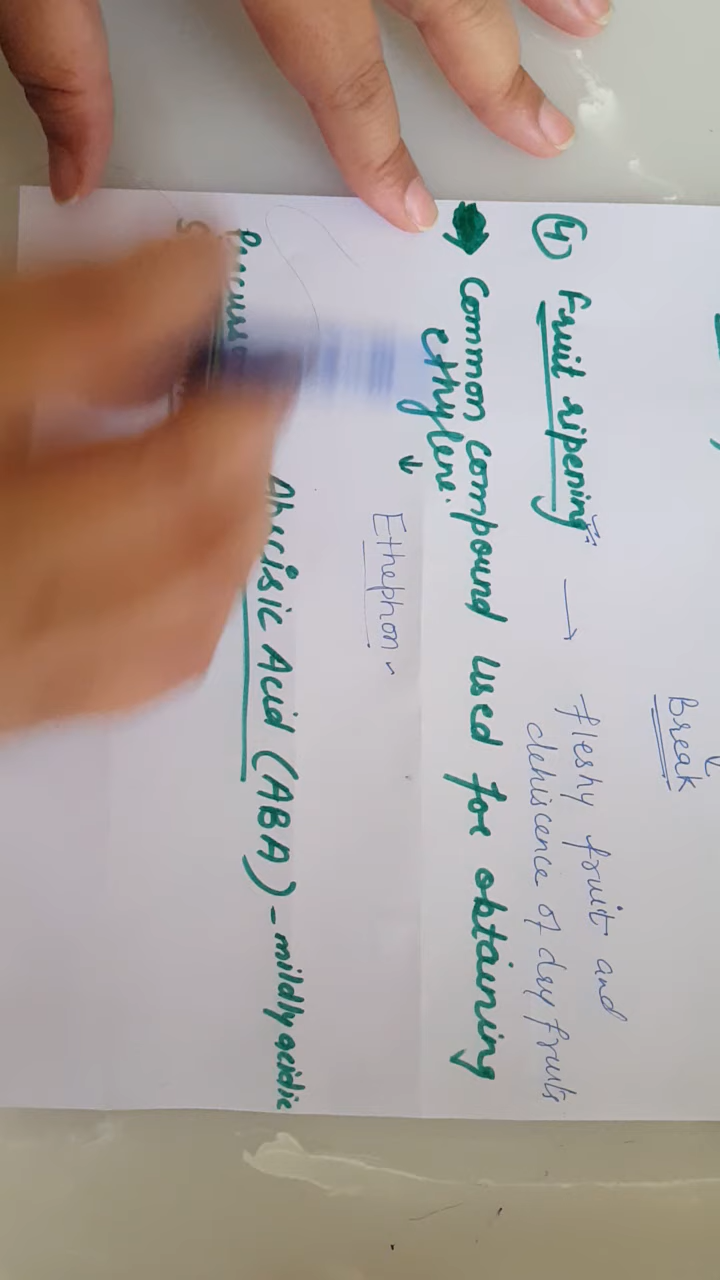 Break
④ Fruit ripening → fleshy fruit and
dehiscence of dry fruits
Common compound used for obtaining
ethylene.
↓
Ethephon
Abscisic Acid (ABA) - mildly acidic